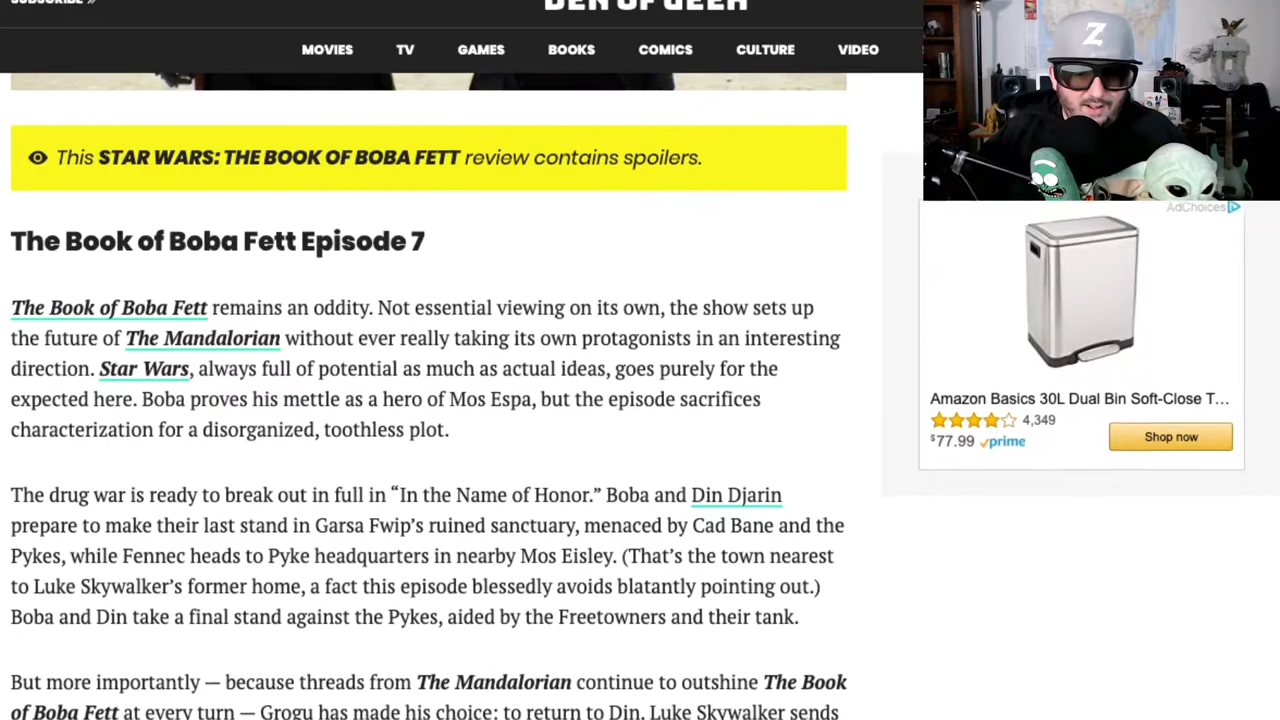 SUBSCRIBE »
DEN OF GEEK
MOVIES TV GAMES BOOKS COMICS CULTURE VIDEO
Z
This STAR WARS: THE BOOK OF BOBA FETT review contains spoilers.
AdChoices
The Book of Boba Fett Episode 7
The Book of Boba Fett remains an oddity. Not essential viewing on its own, the show sets up
the future of The Mandalorian without ever really taking its own protagonists in an interesting
direction. Star Wars, always full of potential as much as actual ideas, goes purely for the
expected here. Boba proves his mettle as a hero of Mos Espa, but the episode sacrifices
characterization for a disorganized, toothless plot.
Amazon Basics 30L Dual Bin Soft-Close T...
4,349
$77.99 prime
Shop now
The drug war is ready to break out in full in “In the Name of Honor.” Boba and Din Djarin
prepare to make their last stand in Garsa Fwip’s ruined sanctuary, menaced by Cad Bane and the
Pykes, while Fennec heads to Pyke headquarters in nearby Mos Eisley. (That’s the town nearest
to Luke Skywalker’s former home, a fact this episode blessedly avoids blatantly pointing out.)
Boba and Din take a final stand against the Pykes, aided by the Freetowners and their tank.
But more importantly — because threads from The Mandalorian continue to outshine The Book
of Boba Fett at every turn — Grogu has made his choice: to return to Din. Luke Skywalker sends